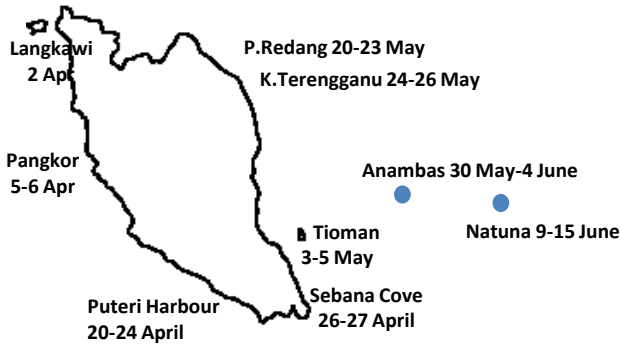 Langkawi
2 Apr
P.Redang 20-23 May
K.Terengganu 24-26 May
Pangkor
5-6 Apr
Anambas 30 May-4 June
Natuna 9-15 June
Tioman
3-5 May
Sebana Cove
26-27 April
Puteri Harbour
20-24 April